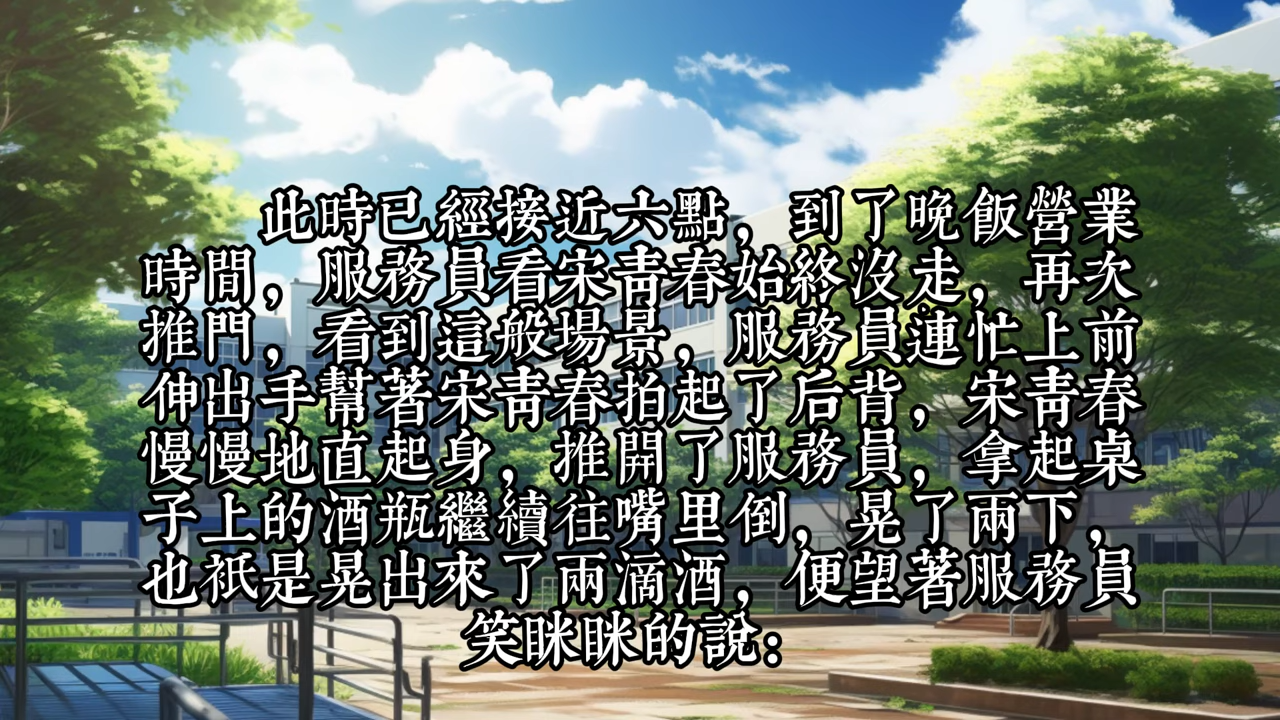 此時已經接近六點，到了晚飯營業
時間，服務員看宋青春始終沒走，再次
推門，看到這般場景，服務員連忙上前
伸出手幫著宋青春拍起了后背，宋青春
慢慢地直起身，推開了服務員，拿起桌
子上的酒瓶繼續往嘴里倒，晃了兩下，
也祇是晃出來了兩滴酒，便望著服務員
笑眯眯的說：